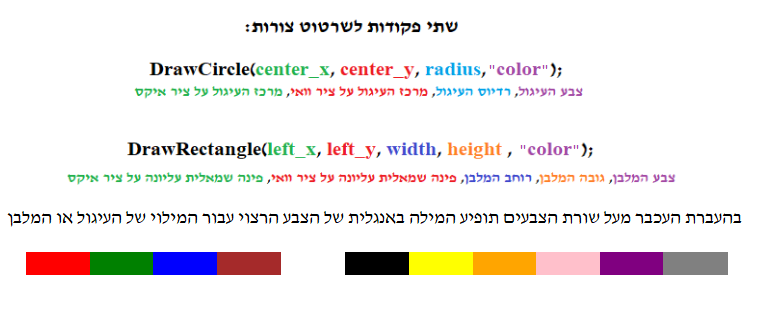 שתי פקודות לשרטוט צורות:
DrawCircle(center_x, center_y, radius,"color");
צבע העיגול, רדיוס העיגול, מרכז העיגול על ציר וואי, מרכז העיגול על ציר איקס
DrawRectangle(left_x, left_y, width, height , "color");
צבע המלבן, גובה המלבן, רוחב המלבן, פינה שמאלית עליונה על ציר וואי, פינה שמאלית עליונה על ציר איקס
בהעברת העכבר מעל שורת הצבעים תופיע המילה באנגלית של הצבע הרצוי עבור המילוי של העיגול או המלבן